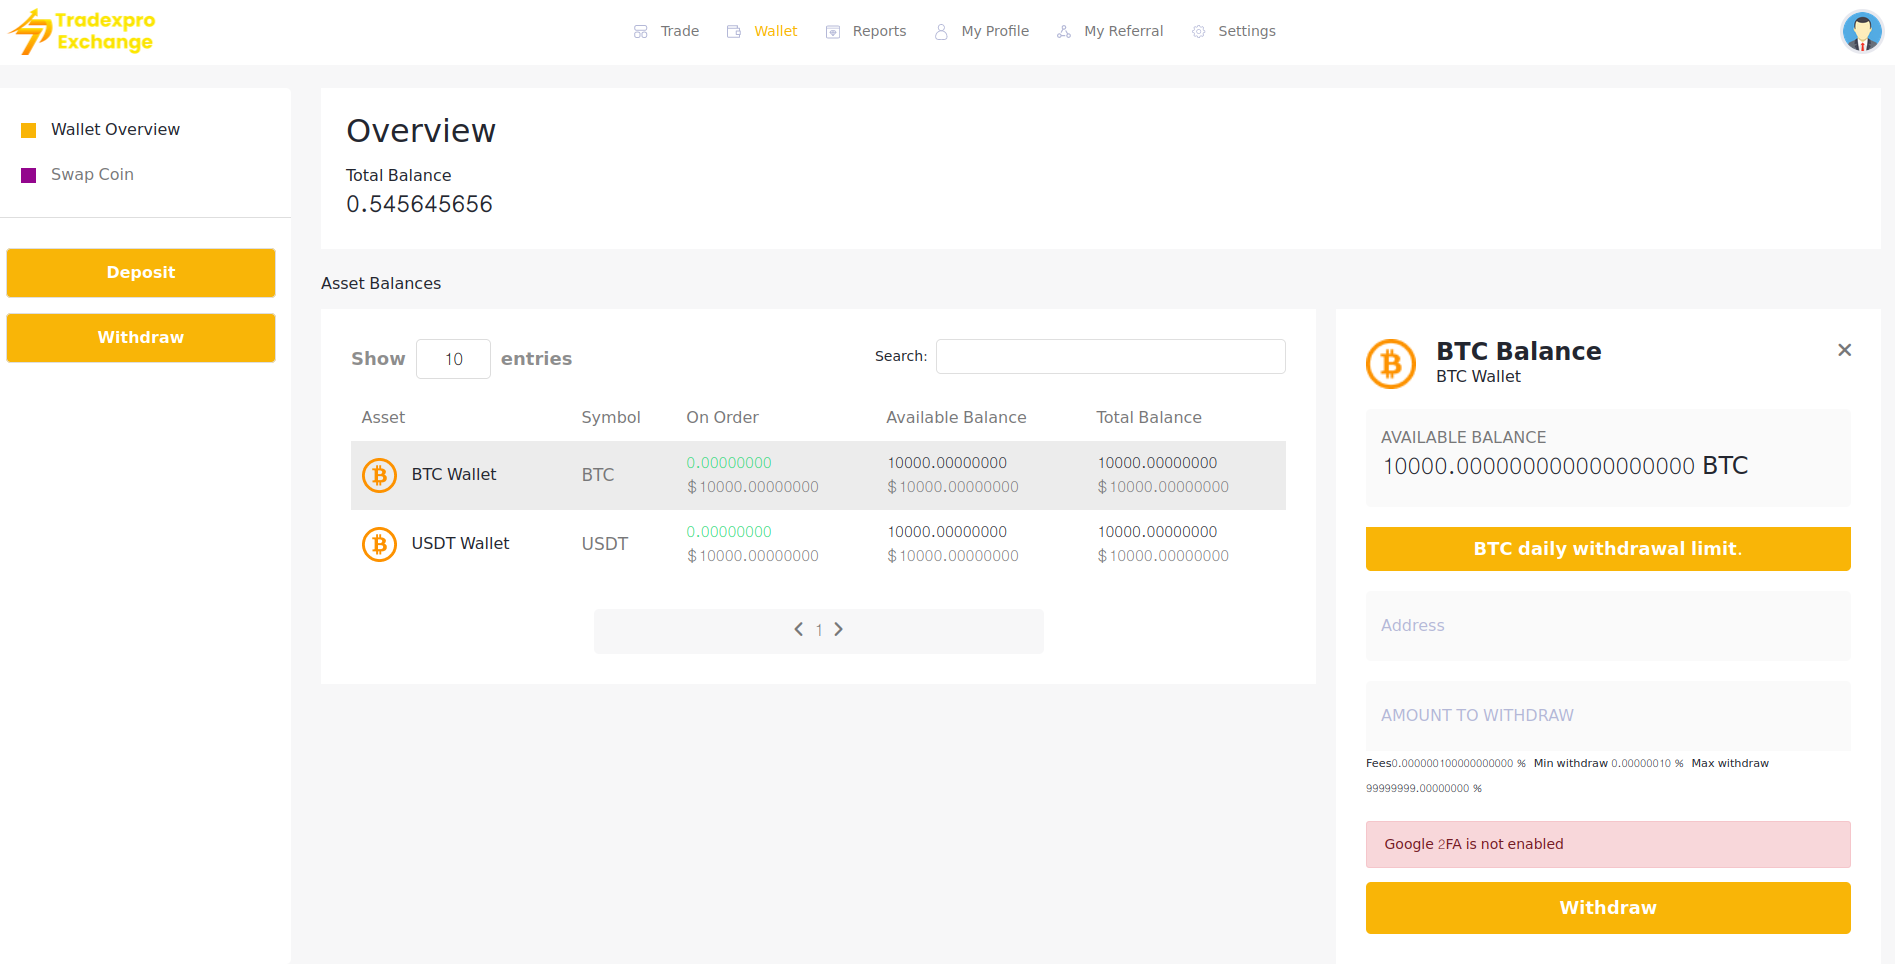 Tradexpro
Exchange
Trade
Wallet
Reports
My Profile
My Referral
Settings
Wallet Overview
Swap Coin
Deposit
Withdraw
Overview
Total Balance
0.545645656
Asset Balances
Show 10 entries
Search:
Asset Symbol On Order Available Balance Total Balance
BTC Wallet BTC 0.00000000 10000.00000000 10000.00000000
$10000.00000000 $10000.00000000 $10000.00000000
USDT Wallet USDT 0.00000000 10000.00000000 10000.00000000
$10000.00000000 $10000.00000000 $10000.00000000
1
BTC Balance
BTC Wallet
AVAILABLE BALANCE
10000.000000000000000000 BTC
BTC daily withdrawal limit.
Address
AMOUNT TO WITHDRAW
Fees0.000000100000000000 % Min withdraw 0.00000010 % Max withdraw
99999999.00000000 %
Google 2FA is not enabled
Withdraw